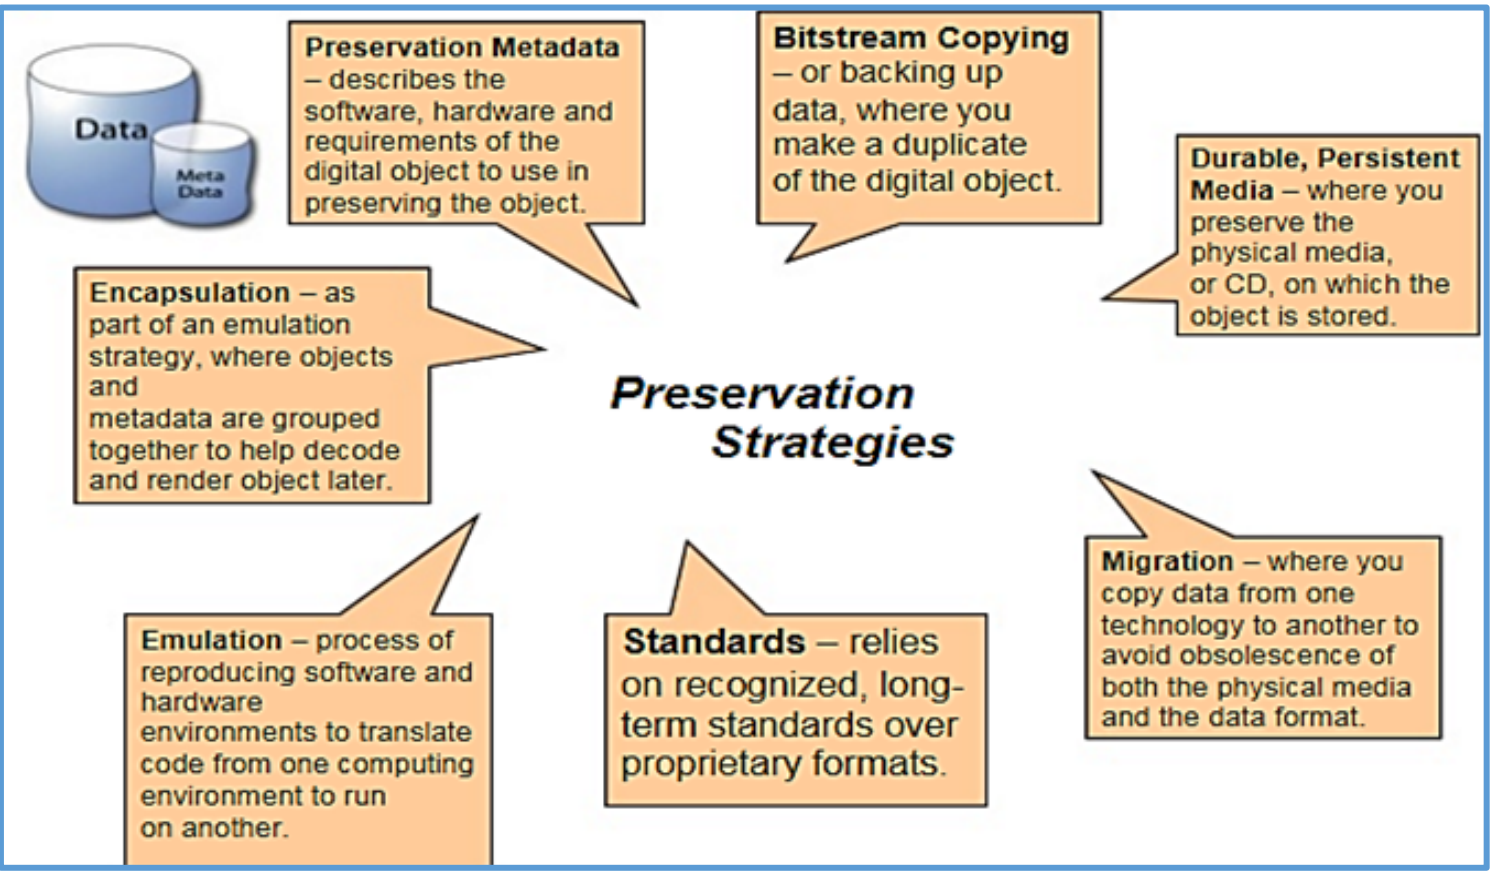 Data
Meta
Data
Preservation Metadata
– describes the
software, hardware and
requirements of the
digital object to use in
preserving the object.
Bitstream Copying
– or backing up
data, where you
make a duplicate
of the digital object.
Durable, Persistent
Media – where you
preserve the
physical media,
or CD, on which the
object is stored.
Encapsulation – as
part of an emulation
strategy, where objects
and
metadata are grouped
together to help decode
and render object later.
Preservation
Strategies
Emulation – process of
reproducing software and
hardware
environments to translate
code from one computing
environment to run
on another.
Standards – relies
on recognized, long-
term standards over
proprietary formats.
Migration – where you
copy data from one
technology to another to
avoid obsolescence of
both the physical media
and the data format.